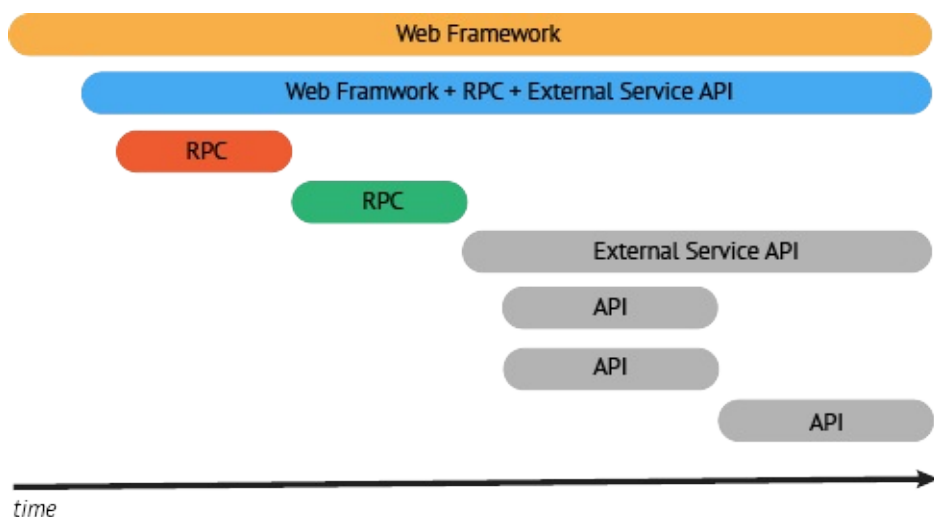 Web Framework
Web Framwork + RPC + External Service API
RPC
RPC
External Service API
API
API
API
time